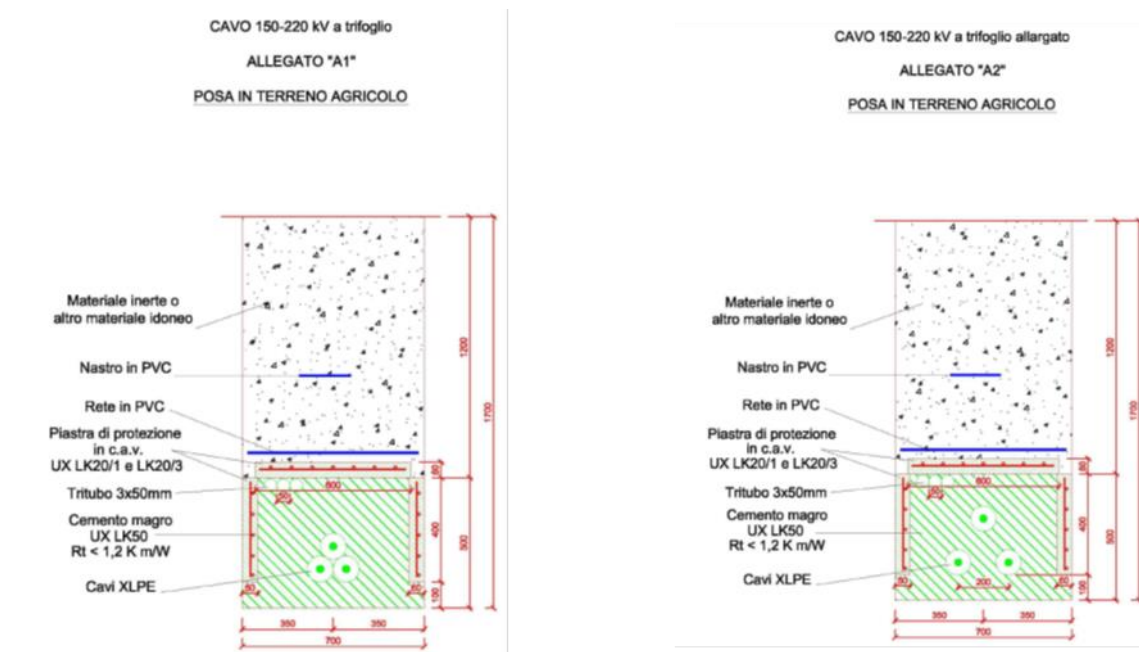 CAVO 150-220 kV a trifoglio
ALLEGATO "A1"
POSA IN TERRENO AGRICOLO
Materiale inerte o
altro materiale idoneo
Nastro in PVC
Rete in PVC
Piastra di protezione
in c.a.v.
UX LK20/1 e LK20/3
Tritubo 3x50mm
Cemento magro
UX LK50
Rt < 1,2 K m/W
Cavi XLPE
1200
1700
600
400
500
100
350
350
700
CAVO 150-220 kV a trifoglio allargato
ALLEGATO "A2"
POSA IN TERRENO AGRICOLO
Materiale inerte o
altro materiale idoneo
Nastro in PVC
Rete in PVC
Piastra di protezione
in c.a.v.
UX LK20/1 e LK20/3
Tritubo 3x50mm
Cemento magro
UX LK50
Rt < 1,2 K m/W
Cavi XLPE
1200
1700
600
400
500
100
200
350
350
700